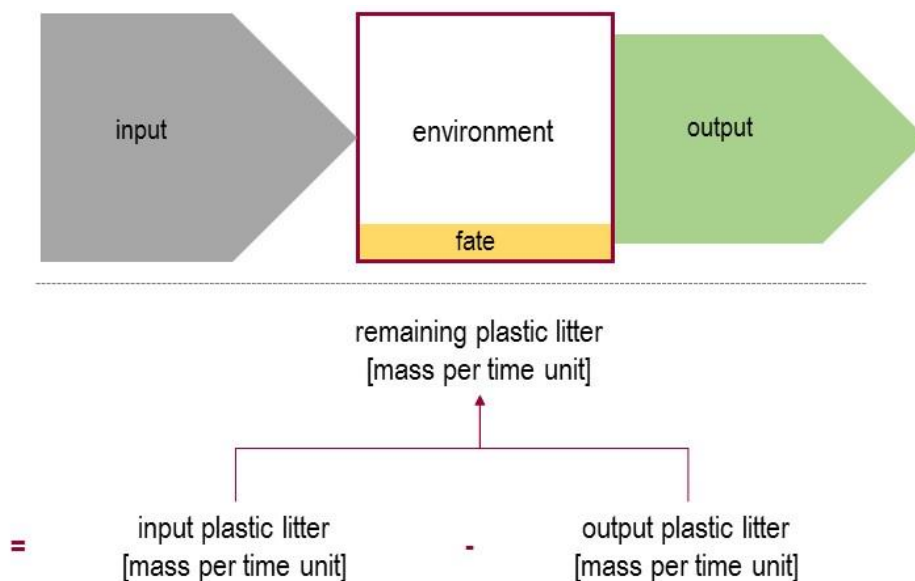 input
environment
output
fate
remaining plastic litter
[mass per time unit]
=
input plastic litter
[mass per time unit]
-
output plastic litter
[mass per time unit]